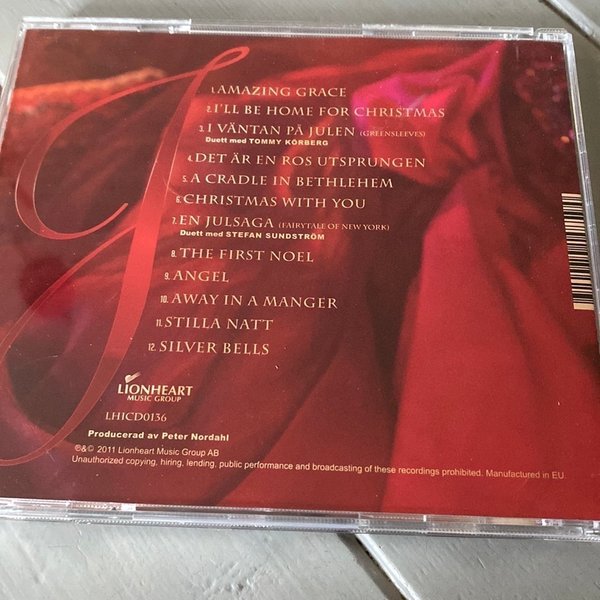 1. AMAZING GRACE
2. I'LL BE HOME FOR CHRISTMAS
3. I VÄNTAN PÅ JULEN (GREENSLEEVES)
Duett med TOMMY KÖRBERG
4. DET ÄR EN ROS UTSPRUNGEN
5. A CRADLE IN BETHLEHEM
6. CHRISTMAS WITH YOU
7. EN JULSAGA (FAIRYTALE OF NEW YORK)
Duett med STEFAN SUNDSTRÖM
8. THE FIRST NOEL
9. ANGEL
10. AWAY IN A MANGER
11. STILLA NATT
12. SILVER BELLS
LIONHEART
MUSIC GROUP
LHICD0136
Producerad av Peter Nordahl
℗&© 2011 Lionheart Music Group AB
Unauthorized copying, hiring, lending, public performance and broadcasting of these recordings prohibited. Manufactured in EU.